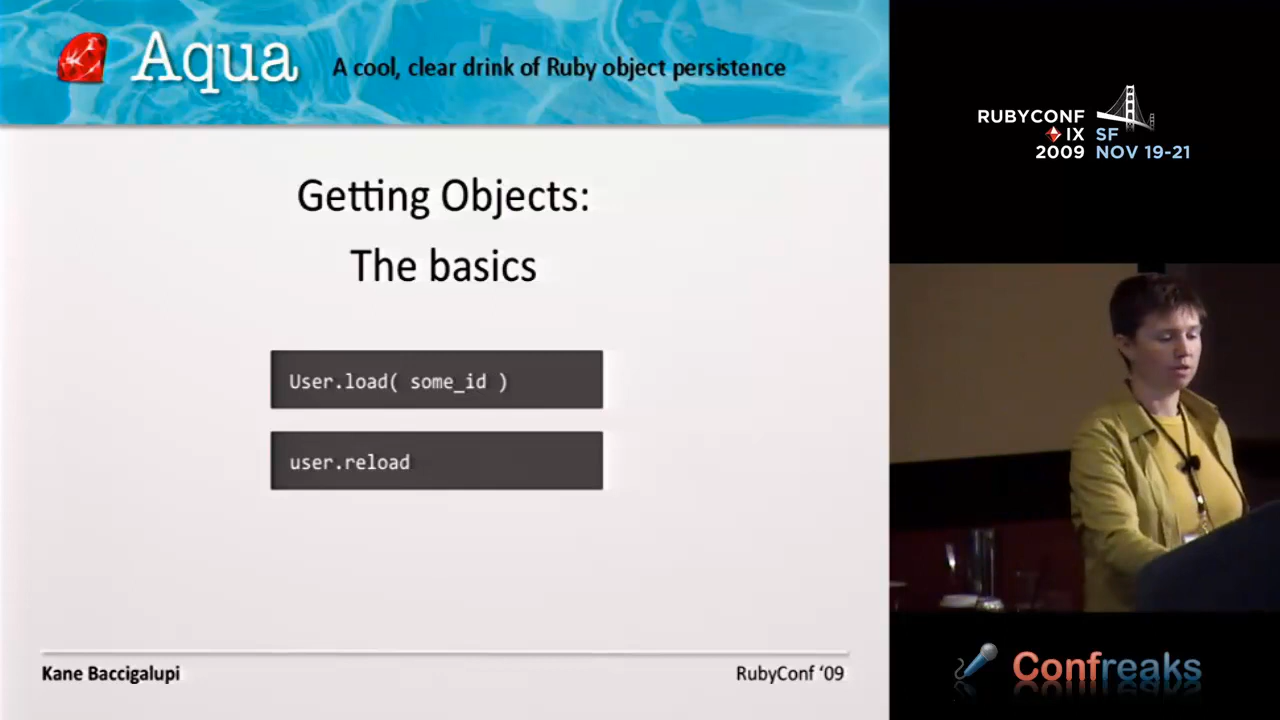 Aqua
A cool, clear drink of Ruby object persistence
Getting Objects:
The basics
User.load( some_id )
user.reload
Kane Baccigalupi
RubyConf ‘09
RUBYCONF
IX SF
2009 NOV 19-21
Confreaks